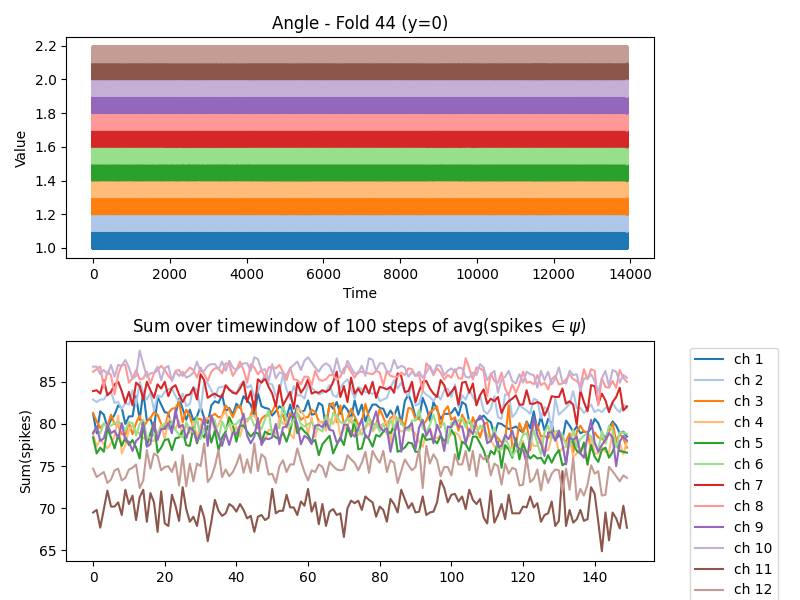 Angle - Fold 44 (y=0)
2.2
2.0
1.8
1.6
1.4
1.2
1.0
Value
0 2000 4000 6000 8000 10000 12000 14000
Time
Sum over timewindow of 100 steps of avg(spikes ∈ ψ)
85
80
75
70
65
Sum(spikes)
0 20 40 60 80 100 120 140
ch 1
ch 2
ch 3
ch 4
ch 5
ch 6
ch 7
ch 8
ch 9
ch 10
ch 11
ch 12